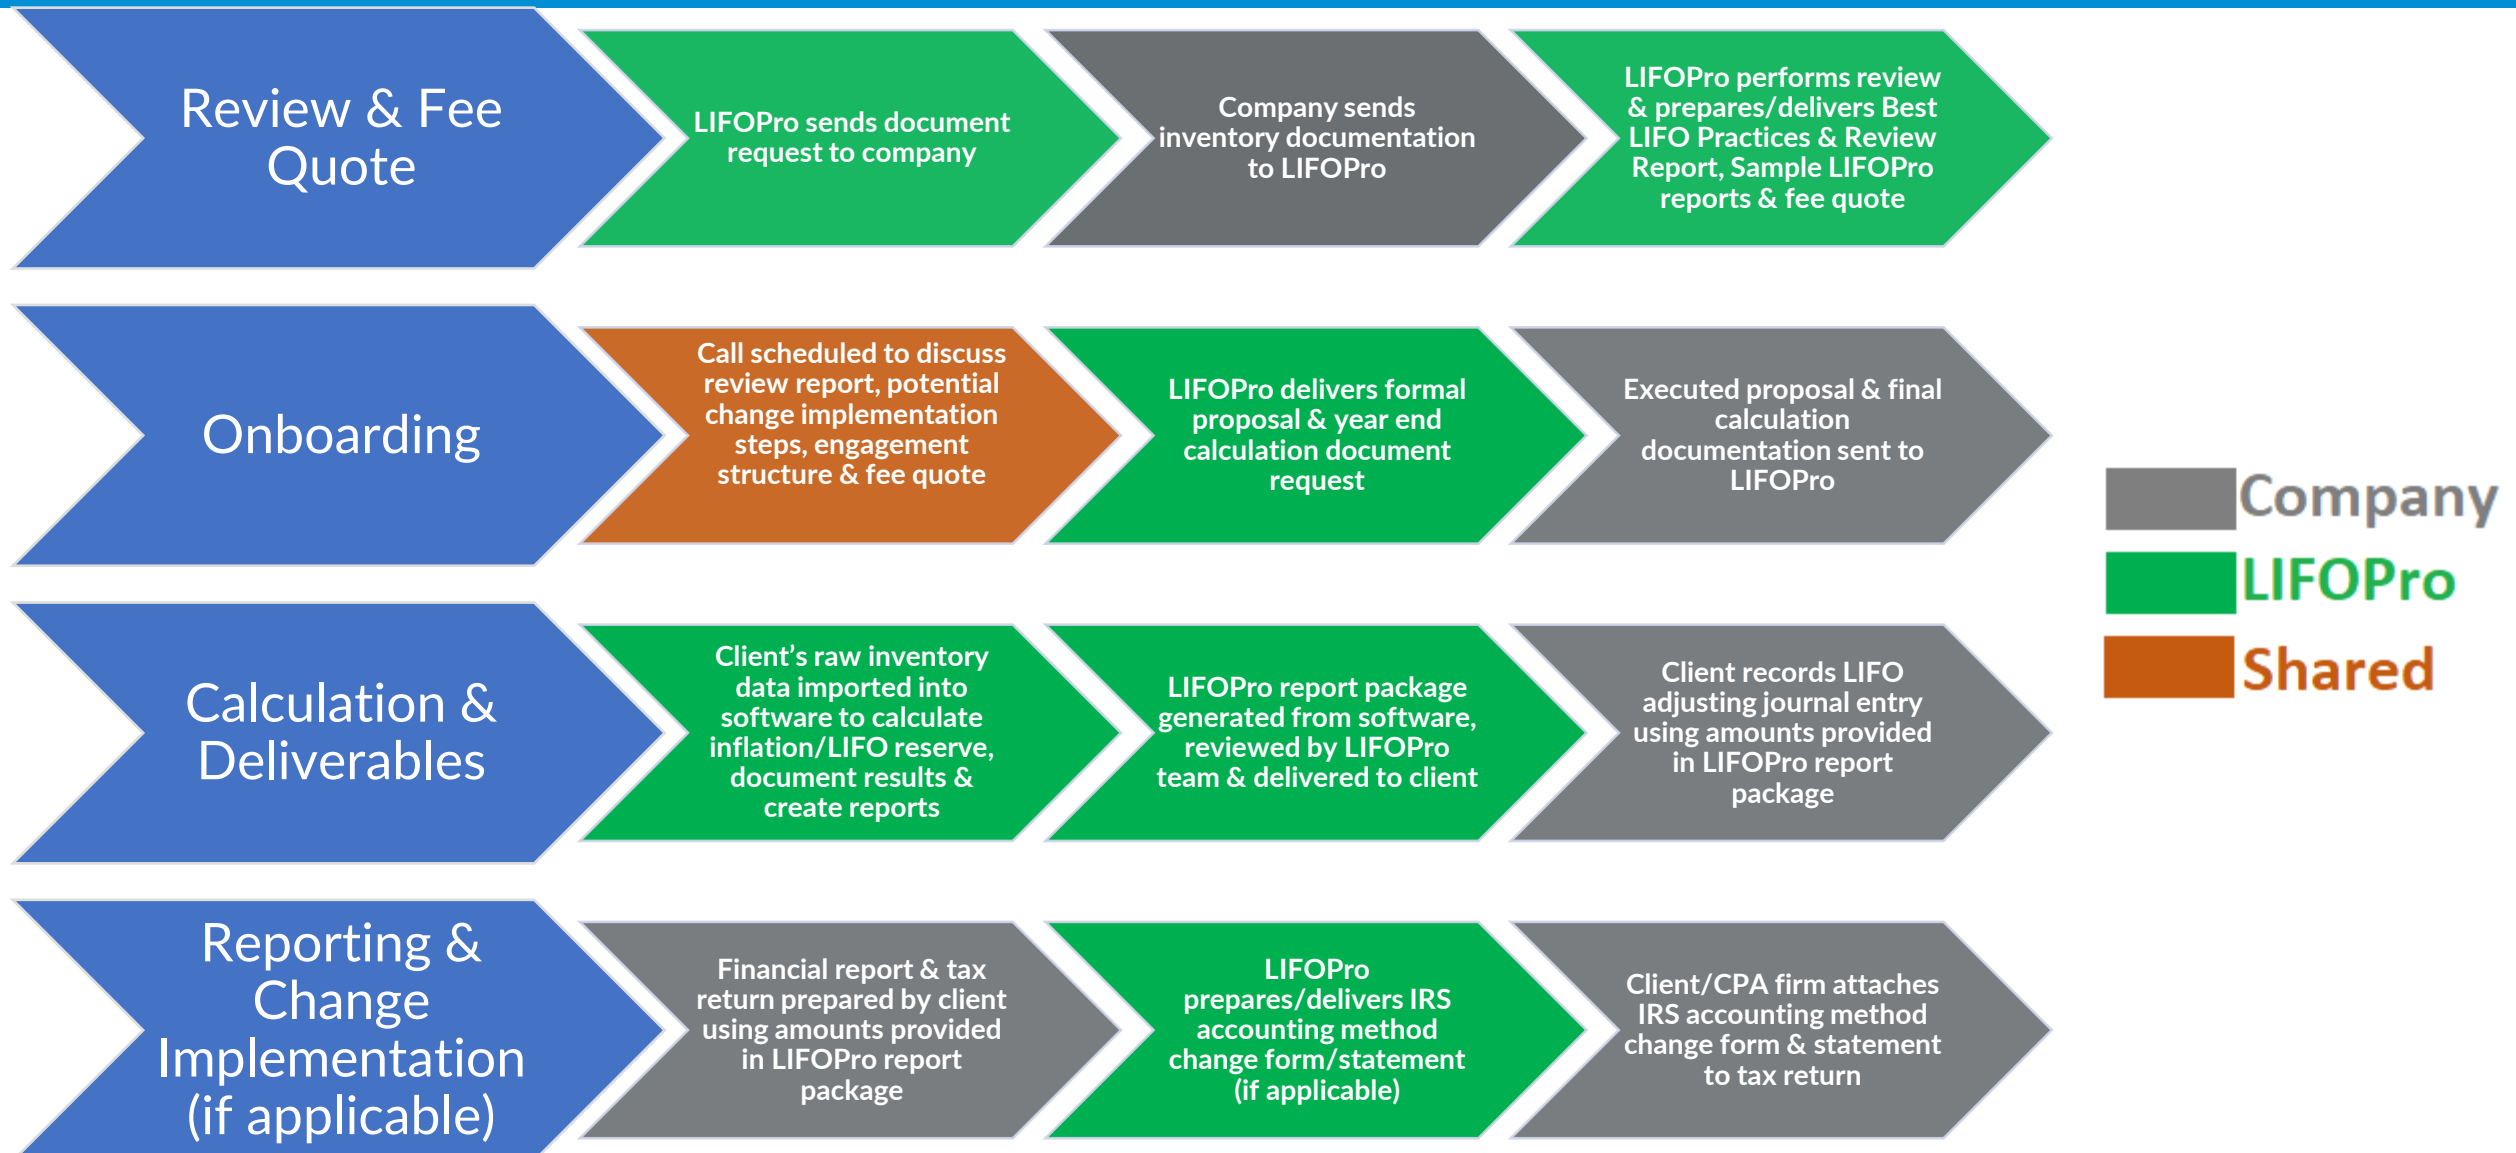 Review & Fee
Quote
LIFOPro sends document
request to company
Company sends
inventory documentation
to LIFOPro
LIFOPro performs review
& prepares/delivers Best
LIFO Practices & Review
Report, Sample LIFOPro
reports & fee quote
Onboarding
Call scheduled to discuss
review report, potential
change implementation
steps, engagement
structure & fee quote
LIFOPro delivers formal
proposal & year end
calculation document
request
Executed proposal & final
calculation
documentation sent to
LIFOPro
Calculation &
Deliverables
Client’s raw inventory
data imported into
software to calculate
inflation/LIFO reserve,
document results &
create reports
LIFOPro report package
generated from software,
reviewed by LIFOPro
team & delivered to client
Client records LIFO
adjusting journal entry
using amounts provided
in LIFOPro report
package
Reporting &
Change
Implementation
(if applicable)
Financial report & tax
return prepared by client
using amounts provided
in LIFOPro report
package
LIFOPro
prepares/delivers IRS
accounting method
change form/statement
(if applicable)
Client/CPA firm attaches
IRS accounting method
change form & statement
to tax return
Company
LIFOPro
Shared